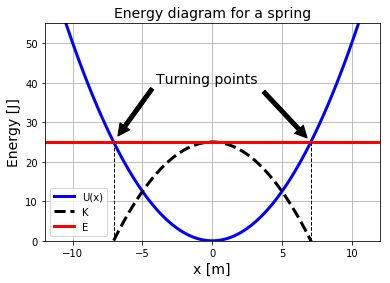 Energy diagram for a spring
Energy [J]
50
40
30
20
10
0
Turning points
U(x)
K
E
−10
−5
0
5
10
x [m]